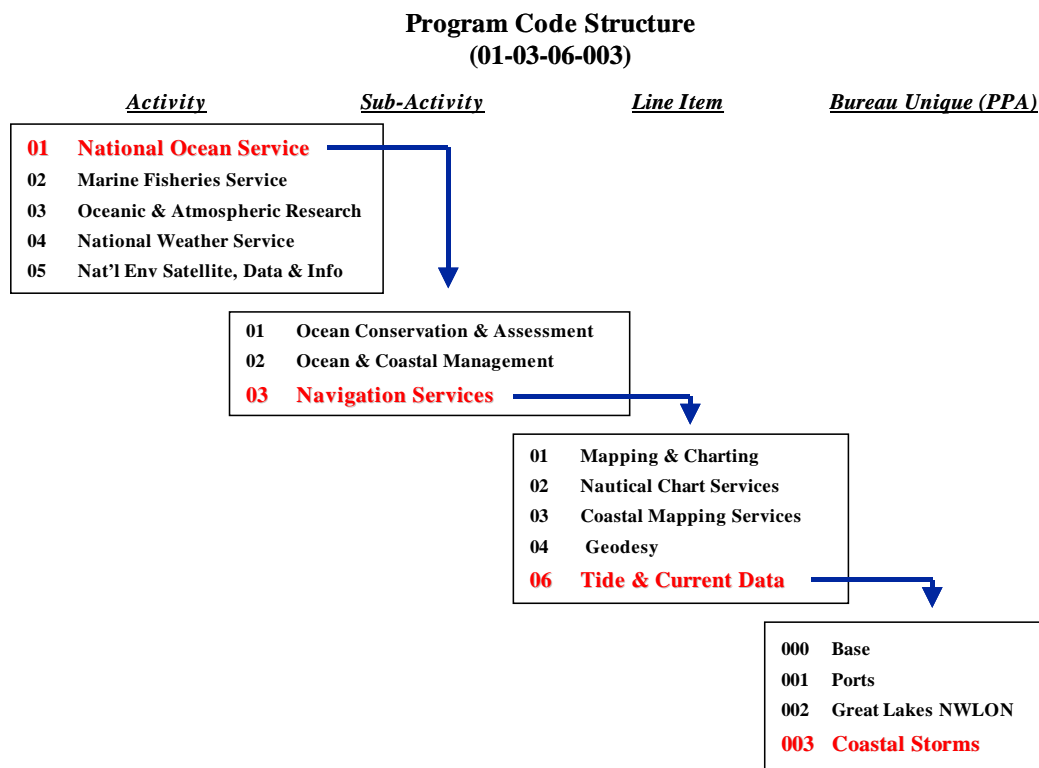 Program Code Structure
(01-03-06-003)
Activity Sub-Activity Line Item Bureau Unique (PPA)
01 National Ocean Service
02 Marine Fisheries Service
03 Oceanic & Atmospheric Research
04 National Weather Service
05 Nat’l Env Satellite, Data & Info
01 Ocean Conservation & Assessment
02 Ocean & Coastal Management
03 Navigation Services
01 Mapping & Charting
02 Nautical Chart Services
03 Coastal Mapping Services
04 Geodesy
06 Tide & Current Data
000 Base
001 Ports
002 Great Lakes NWLON
003 Coastal Storms